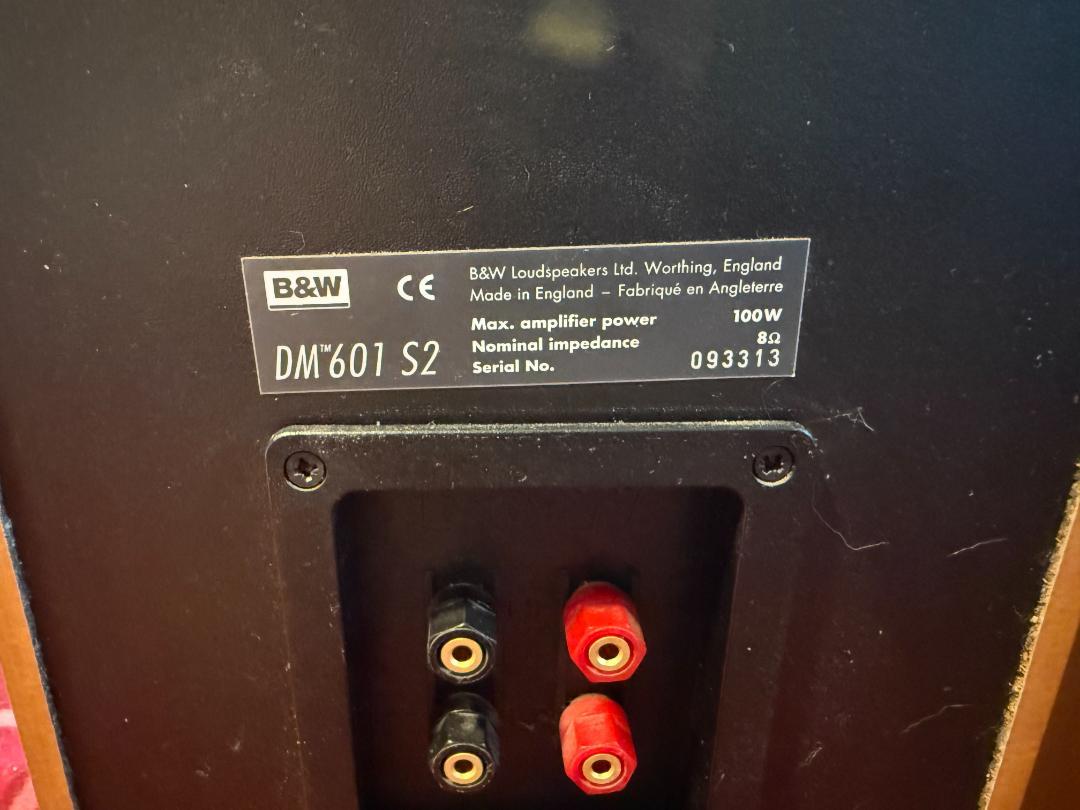 B&W
CE
B&W Loudspeakers Ltd. Worthing, England
Made in England – Fabriqué en Angleterre
DM™601 S2
Max. amplifier power 100W
Nominal impedance 8Ω
Serial No. 093313